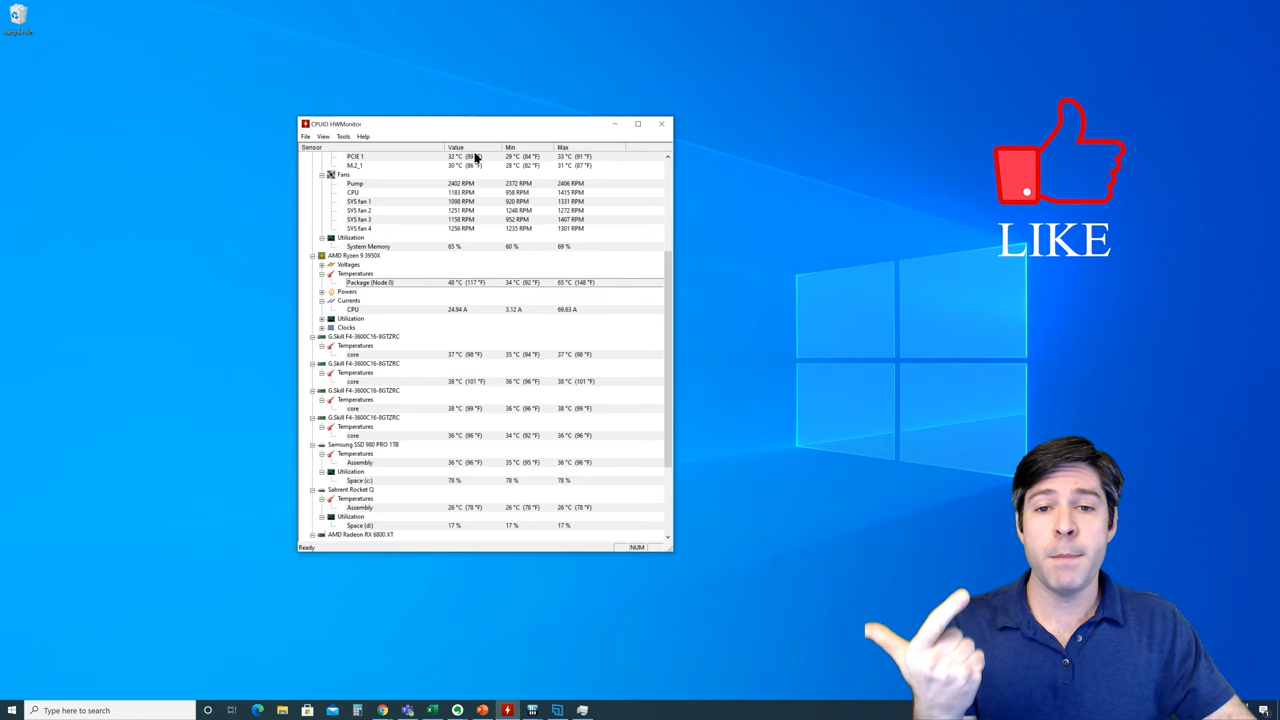 Recycle Bin
CPUID HWMonitor
File View Tools Help
Sensor Value Min Max
PCIE 1 32 °C (89 °F) 29 °C (84 °F) 33 °C (91 °F)
M.2_1 30 °C (86 °F) 28 °C (82 °F) 31 °C (87 °F)
Fans
Pump 2402 RPM 2372 RPM 2406 RPM
CPU 1183 RPM 958 RPM 1415 RPM
SYS fan 1 1098 RPM 920 RPM 1331 RPM
SYS fan 2 1251 RPM 1248 RPM 1272 RPM
SYS fan 3 1158 RPM 952 RPM 1407 RPM
SYS fan 4 1256 RPM 1235 RPM 1301 RPM
Utilization
System Memory 65 % 60 % 69 %
AMD Ryzen 9 3950X
Voltages
Temperatures
Package (Node 0) 48 °C (117 °F) 34 °C (92 °F) 65 °C (148 °F)
Powers
Currents
CPU 24.94 A 3.12 A 69.63 A
Utilization
Clocks
G.Skill F4-3600C16-8GTZRC
Temperatures
core 37 °C (98 °F) 35 °C (94 °F) 37 °C (98 °F)
G.Skill F4-3600C16-8GTZRC
Temperatures
core 38 °C (101 °F) 36 °C (96 °F) 38 °C (101 °F)
G.Skill F4-3600C16-8GTZRC
Temperatures
core 38 °C (99 °F) 36 °C (96 °F) 38 °C (99 °F)
G.Skill F4-3600C16-8GTZRC
Temperatures
core 36 °C (96 °F) 34 °C (92 °F) 36 °C (96 °F)
Samsung SSD 980 PRO 1TB
Temperatures
Assembly 36 °C (96 °F) 35 °C (95 °F) 36 °C (96 °F)
Utilization
Space (c:) 78 % 78 % 78 %
Sabrent Rocket Q
Temperatures
Assembly 26 °C (78 °F) 26 °C (78 °F) 26 °C (78 °F)
Utilization
Space (d:) 17 % 17 % 17 %
AMD Radeon RX 6800 XT
Ready NUM
LIKE
Type here to search